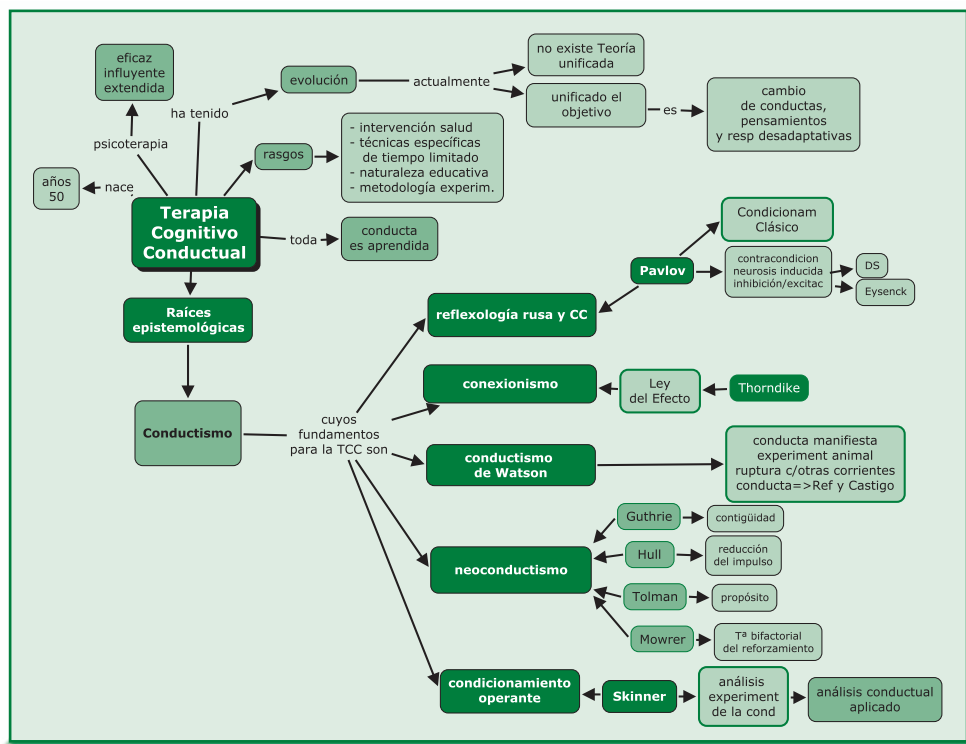 eficaz
influyente
extendida
psicoterapia
ha tenido
evolución
actualmente
no existe Teoría
unificada
unificado el
objetivo
es
cambio
de conductas,
pensamientos
y resp desadaptativas
rasgos
- intervención salud
- técnicas específicas
de tiempo limitado
- naturaleza educativa
- metodología experim.
años
50
nace
Terapia
Cognitivo
Conductual
toda
conducta
es aprendida
Raíces
epistemológicas
Conductismo
cuyos
fundamentos
para la TCC son
reflexología rusa y CC
Pavlov
Condicionam
Clásico
contracondicion
neurosis inducida
inhibición/excitac
DS
Eysenck
conexionismo
Ley
del Efecto
Thorndike
conductismo
de Watson
conducta manifiesta
experiment animal
ruptura c/otras corrientes
conducta=>Ref y Castigo
neoconductismo
Guthrie
contigüidad
Hull
reducción
del impulso
Tolman
propósito
Mowrer
Tª bifactorial
del reforzamiento
condicionamiento
operante
Skinner
análisis
experiment
de la cond
análisis conductual
aplicado